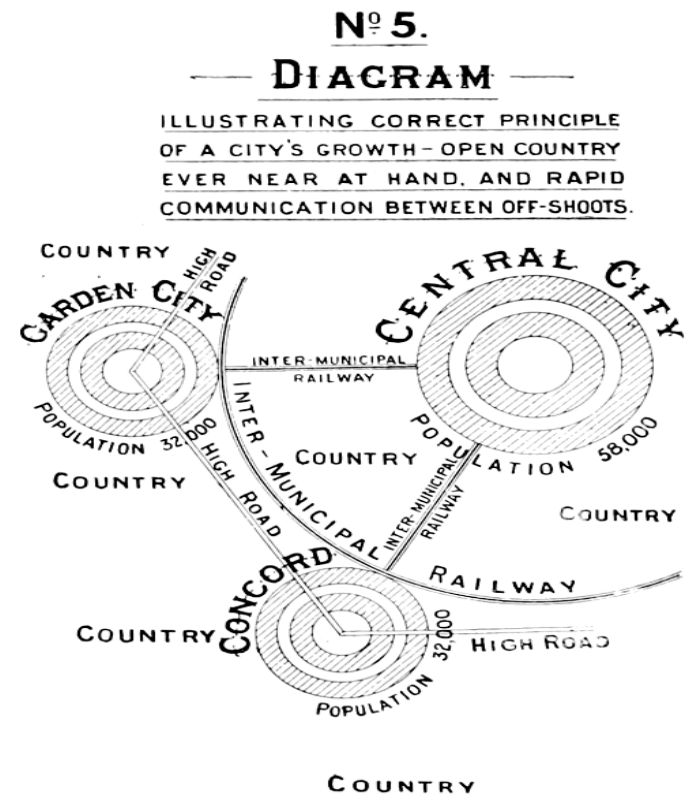 Nº 5.
DIAGRAM
ILLUSTRATING CORRECT PRINCIPLE
OF A CITY'S GROWTH – OPEN COUNTRY
EVER NEAR AT HAND, AND RAPID
COMMUNICATION BETWEEN OFF-SHOOTS.
COUNTRY
HIGH
ROAD
GARDEN CITY
CENTRAL CITY
INTER-MUNICIPAL
RAILWAY
POPULATION 32,000
POPULATION 58,000
COUNTRY
HIGH ROAD
INTER-MUNICIPAL RAILWAY
COUNTRY
INTER-MUNICIPAL
RAILWAY
COUNTRY
CONCORD
COUNTRY
POPULATION 32,000
HIGH ROAD
COUNTRY